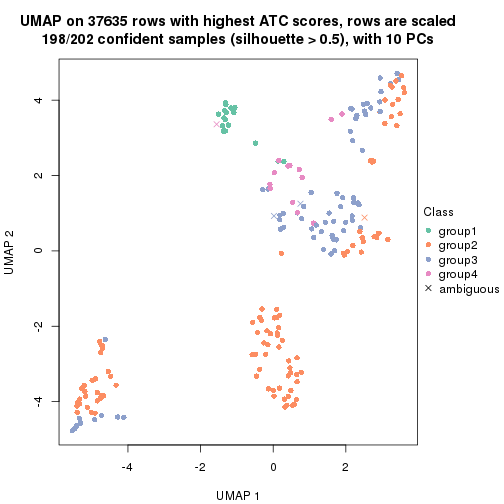 UMAP on 37635 rows with highest ATC scores, rows are scaled
198/202 confident samples (silhouette > 0.5), with 10 PCs
4
2
0
-2
-4
UMAP 2
-4
-2
0
2
UMAP 1
Class
group1
group2
group3
group4
ambiguous